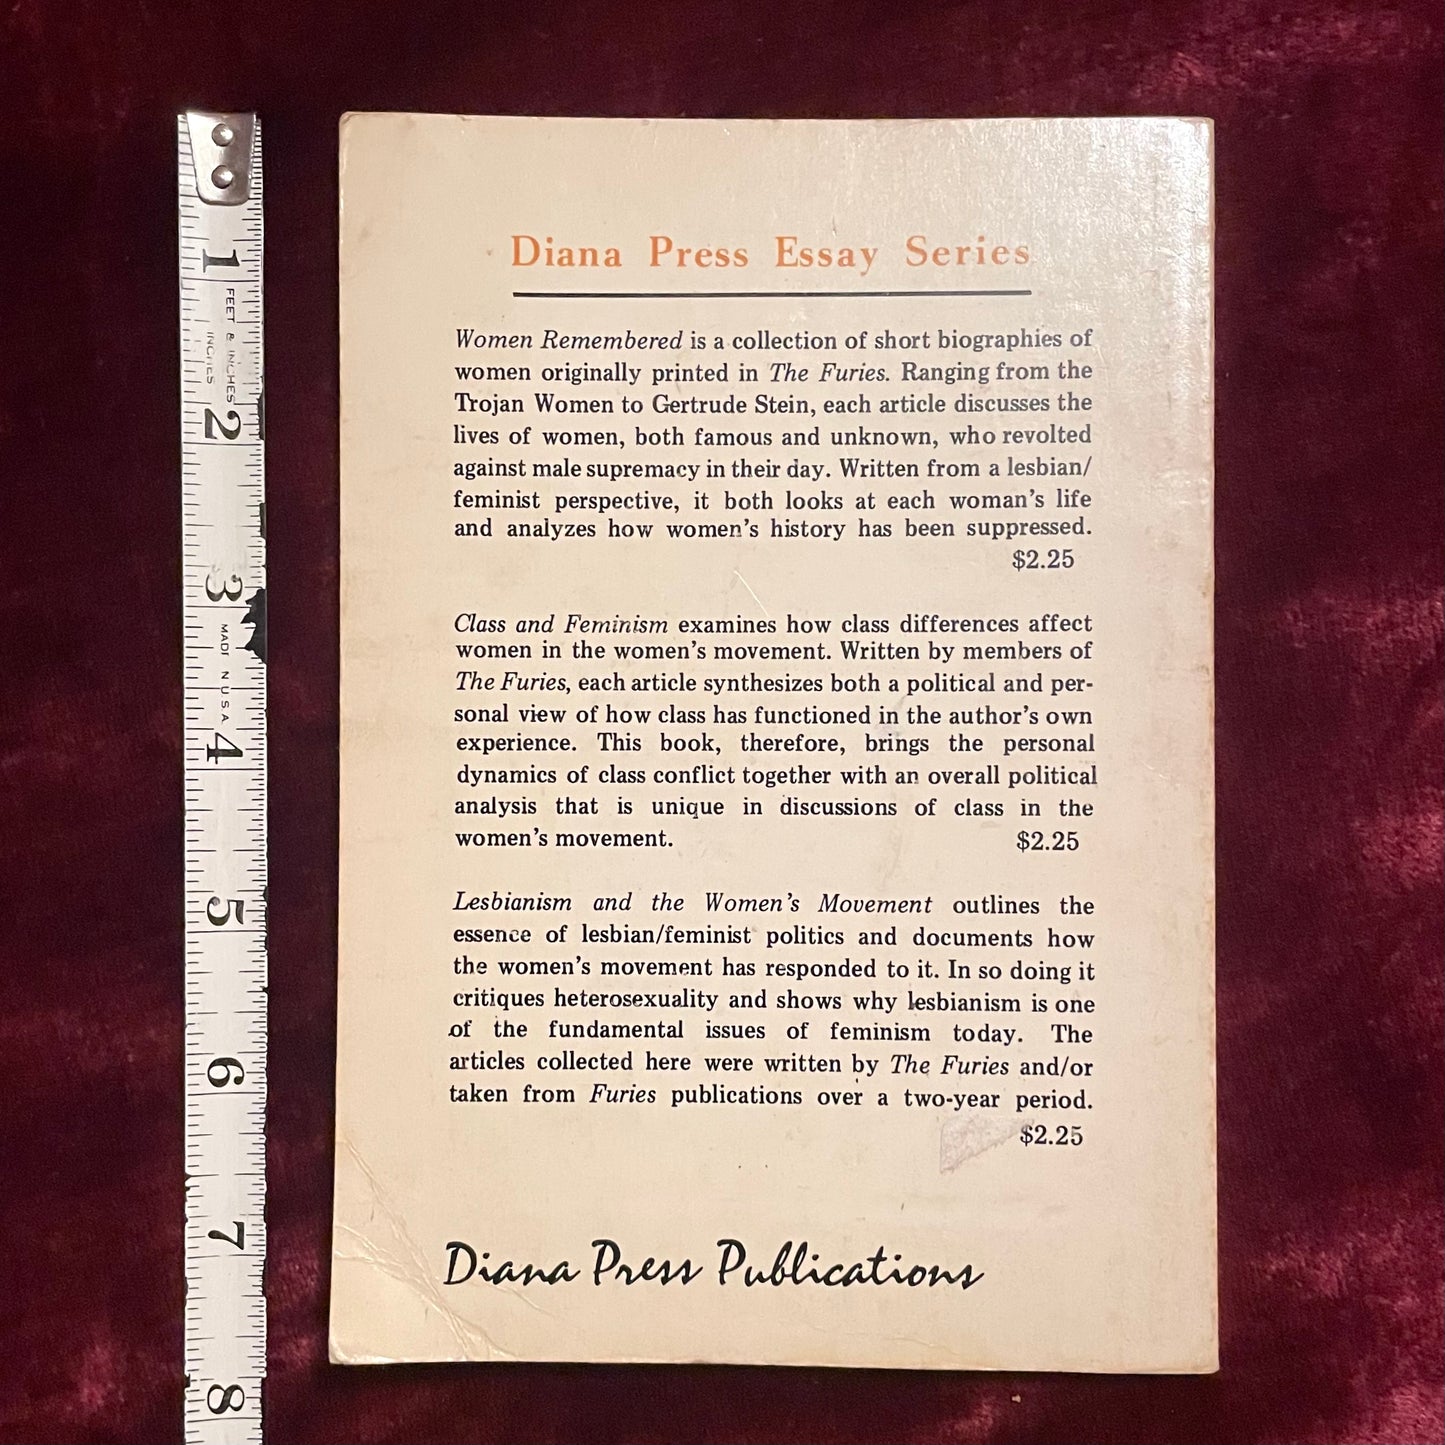 Diana Press Essay Series
Women Remembered is a collection of short biographies of
women originally printed in The Furies. Ranging from the
Trojan Women to Gertrude Stein, each article discusses the
lives of women, both famous and unknown, who revolted
against male supremacy in their day. Written from a lesbian/
feminist perspective, it both looks at each woman's life
and analyzes how women's history has been suppressed.
$2.25
Class and Feminism examines how class differences affect
women in the women's movement. Written by members of
The Furies, each article synthesizes both a political and per-
sonal view of how class has functioned in the author's own
experience. This book, therefore, brings the personal
dynamics of class conflict together with an overall political
analysis that is unique in discussions of class in the
women's movement. $2.25
Lesbianism and the Women's Movement outlines the
essence of lesbian/feminist politics and documents how
the women's movement has responded to it. In so doing it
critiques heterosexuality and shows why lesbianism is one
of the fundamental issues of feminism today. The
articles collected here were written by The Furies and/or
taken from Furies publications over a two-year period.
$2.25
Diana Press Publications
1
FEET & INCHES
INCHES
2
3
MADE IN U.S.A.
4
5
6
7
8